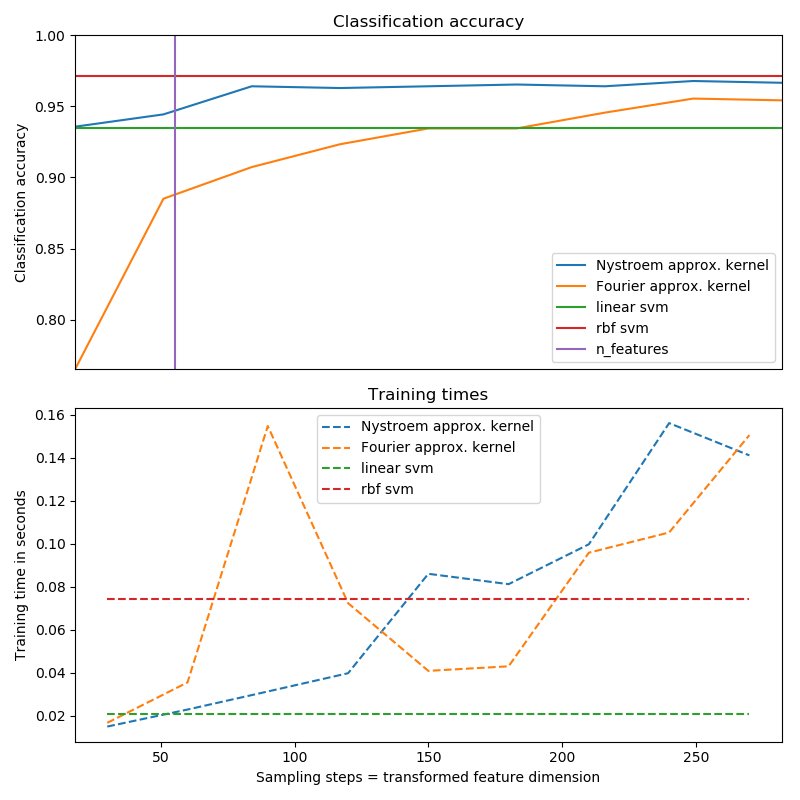 Classification accuracy
1.00
0.95
0.90
0.85
0.80
Classification accuracy
Nystroem approx. kernel
Fourier approx. kernel
linear svm
rbf svm
n_features
Training times
0.16
0.14
0.12
0.10
0.08
0.06
0.04
0.02
Training time in seconds
Nystroem approx. kernel
Fourier approx. kernel
linear svm
rbf svm
50
100
150
200
250
Sampling steps = transformed feature dimension